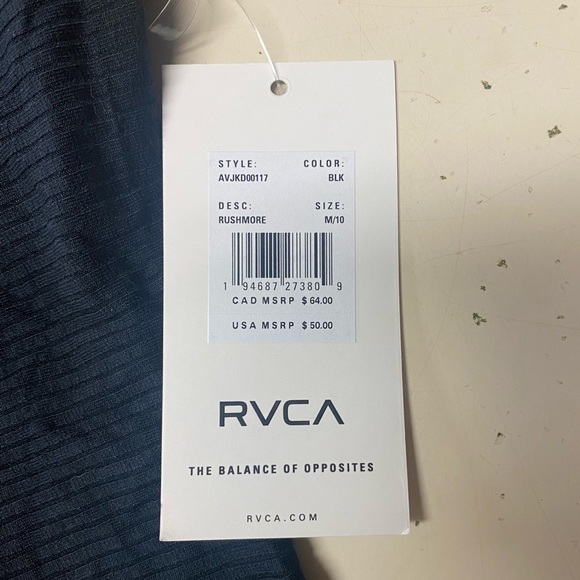 STYLE: COLOR:
AVJKD00117 BLK
DESC: SIZE:
RUSHMORE M/10
1 94687 27380 9
CAD MSRP $64.00
USA MSRP $50.00
RVCA
THE BALANCE OF OPPOSITES
RVCA.COM